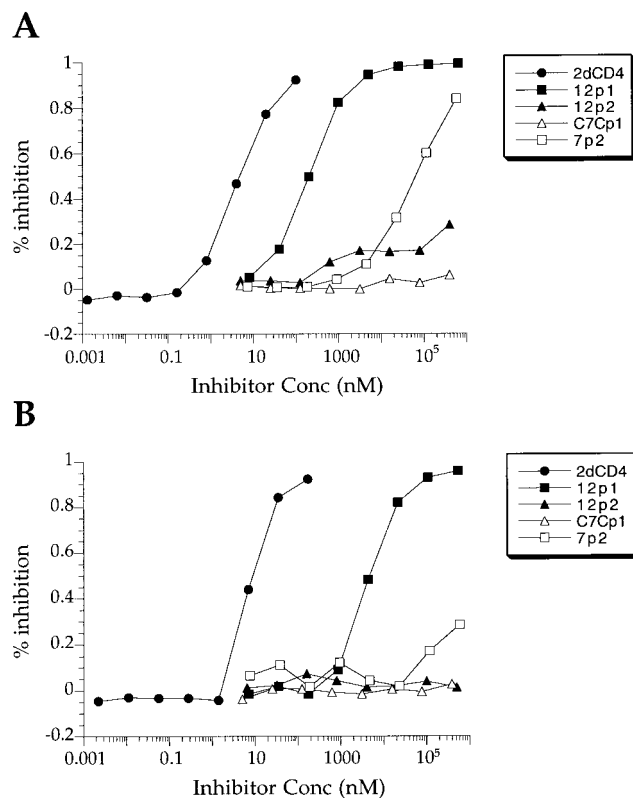 A
1
0.8
0.6
0.4
0.2
0
-0.2
% inhibition
0.001
0.1
10
1000
10⁵
Inhibitor Conc (nM)
2dCD4
12p1
12p2
C7Cp1
7p2
B
1
0.8
0.6
0.4
0.2
0
-0.2
% inhibition
0.001
0.1
10
1000
10⁵
Inhibitor Conc (nM)
2dCD4
12p1
12p2
C7Cp1
7p2